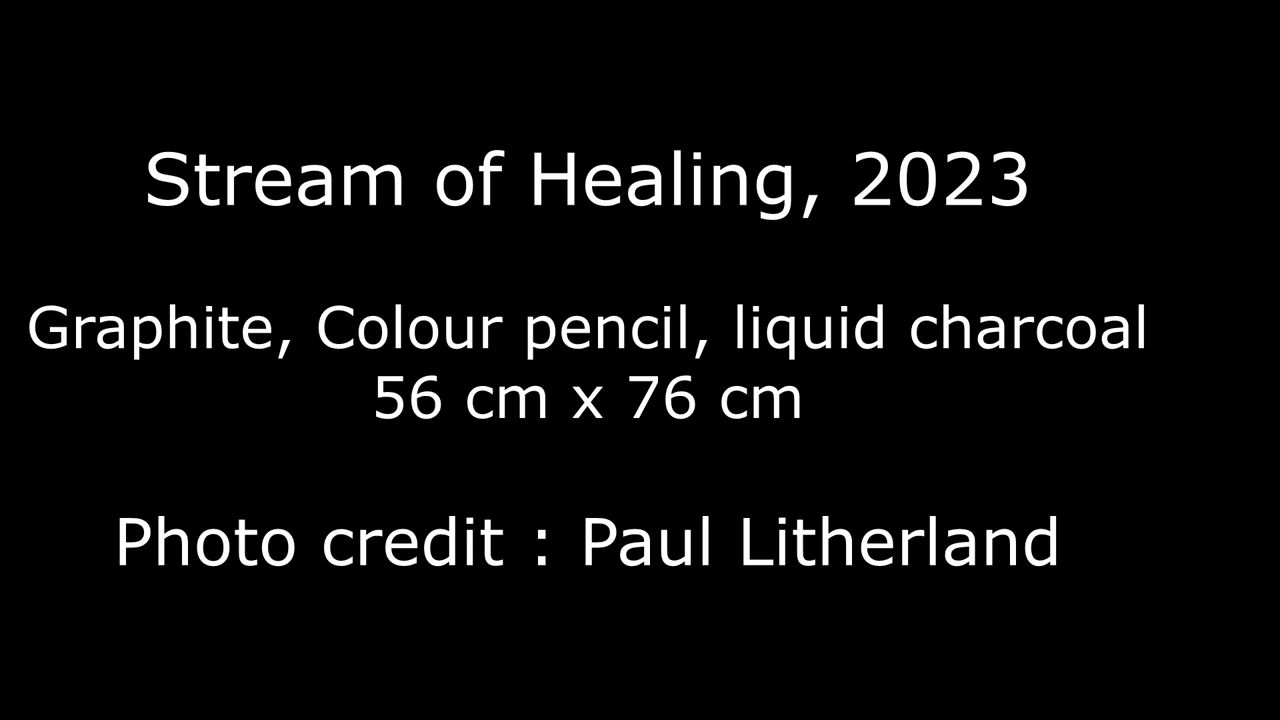 Stream of Healing, 2023
Graphite, Colour pencil, liquid charcoal
56 cm x 76 cm
Photo credit : Paul Litherland